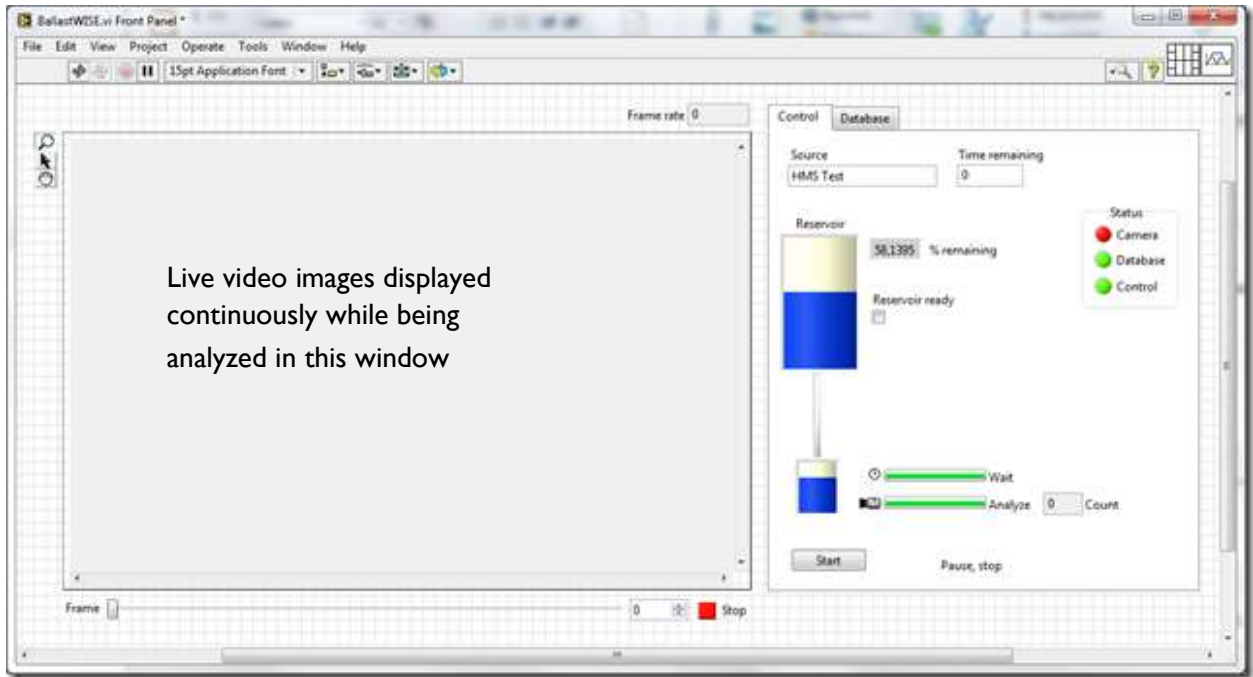 BallastWISE.vi Front Panel *
File Edit View Project Operate Tools Window Help
15pt Application Font
Frame rate 0
Control Database
Source Time remaining
HMS Test 0
Reservoir
58,1395 % remaining
Reservoir ready
Status
Camera
Database
Control
Live video images displayed
continuously while being
analyzed in this window
Wait
Analyze 0 Count
Start Pause, stop
Frame 0 Stop